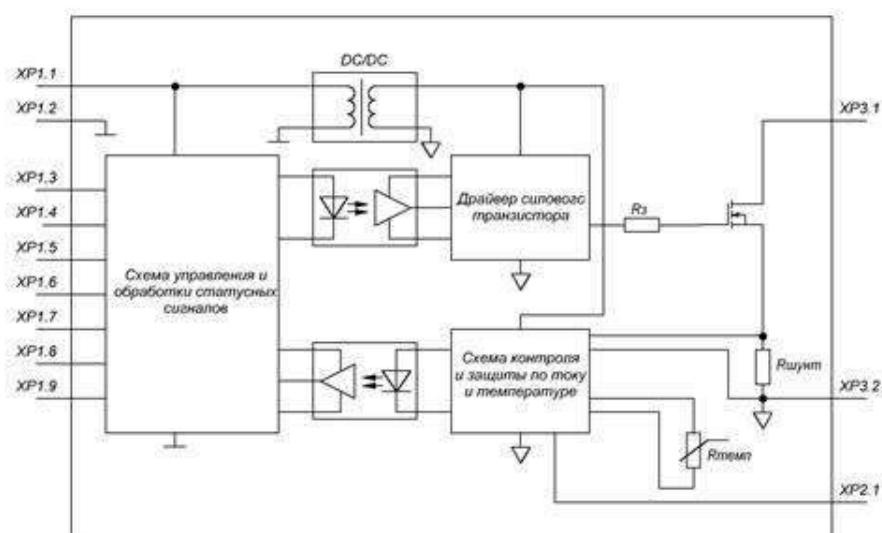 DC/DC
XP1.1
XP1.2
XP3.1
XP1.3
XP1.4
XP1.5
XP1.6
XP1.7
XP1.8
XP1.9
Схема управления и
обработки статусных
сигналов
Драйвер силового
транзистора
Rз
Схема контроля
и защиты по току
и температуре
Rшунт
XP3.2
Rтемп
XP2.1